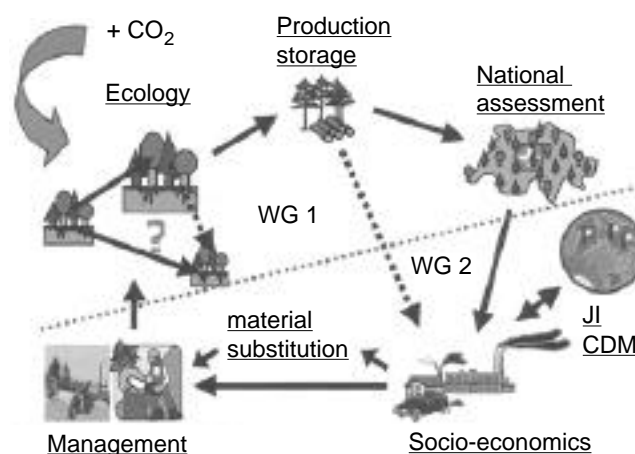 + CO2
Production
storage
National
assessment
Ecology
WG 1
?
WG 2
JI
CDM
material
substitution
Management
Socio-economics